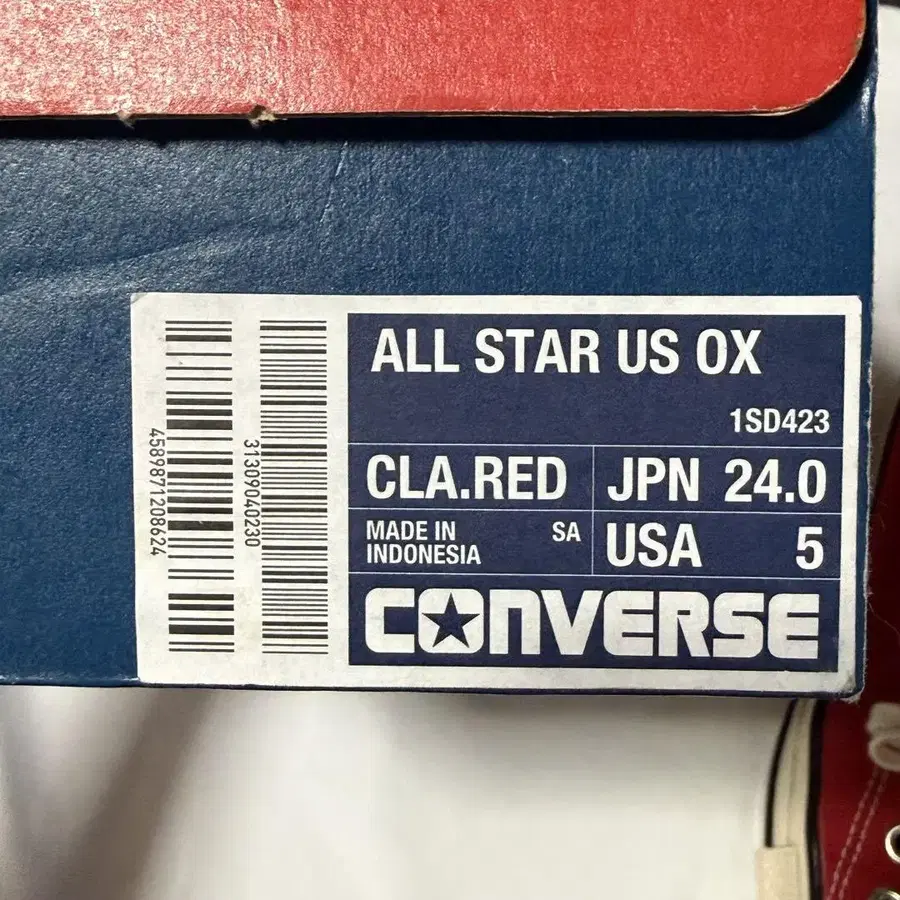 ALL STAR US OX
1SD423
CLA.RED
JPN 24.0
MADE IN
INDONESIA
SA
USA 5
CONVERSE
4589871208624
31309040230